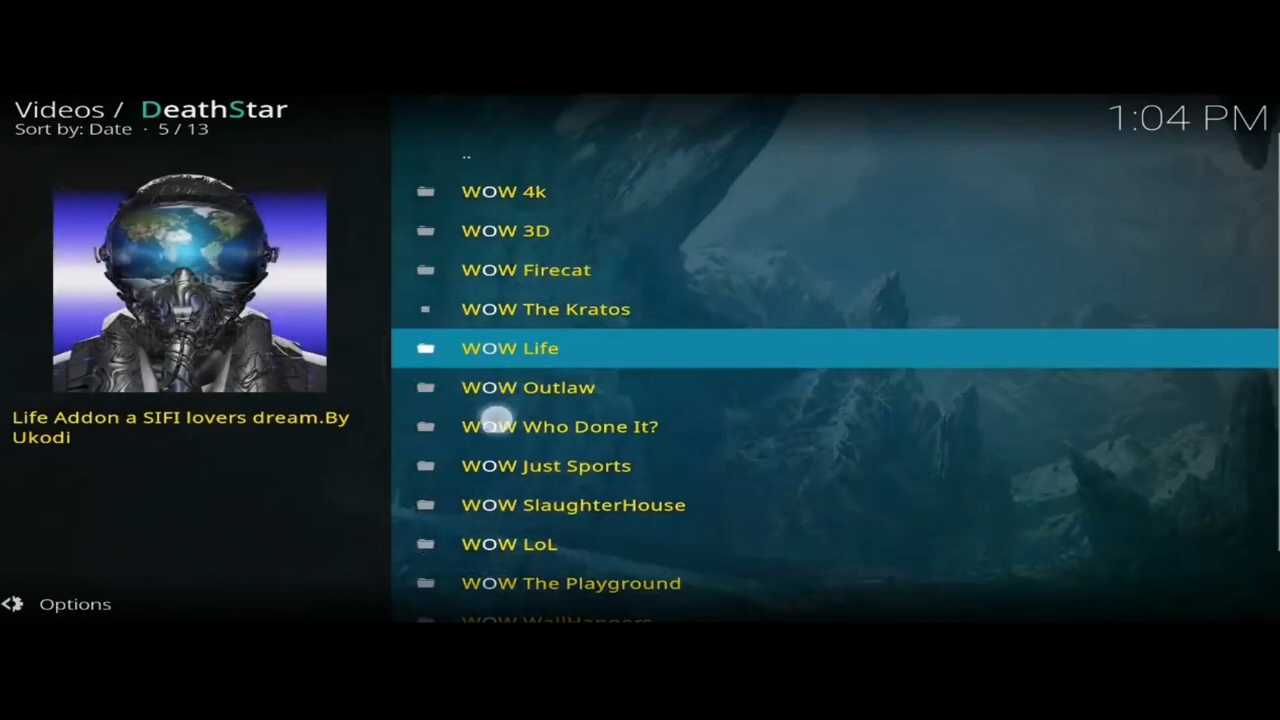 Videos / DeathStar
Sort by: Date · 5 / 13
1:04 PM
..
WOW 4k
WOW 3D
WOW Firecat
WOW The Kratos
WOW Life
WOW Outlaw
WOW Who Done It?
WOW Just Sports
WOW SlaughterHouse
WOW LoL
WOW The Playground
WOW WallHangers
Life Addon a SIFI lovers dream.By
Ukodi
Options